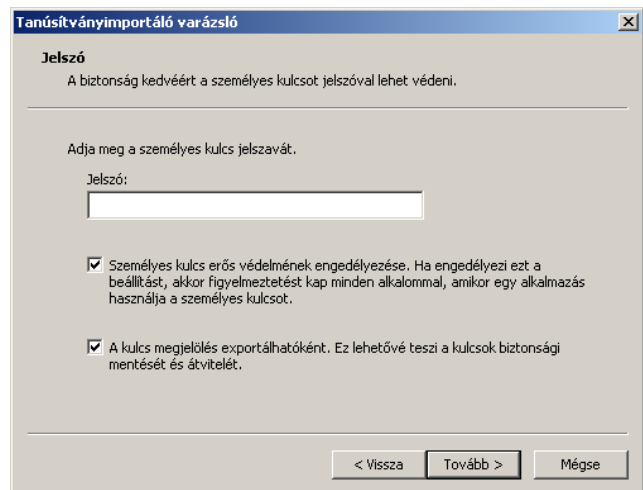 Tanúsítványimportáló varázsló
Jelszó
A biztonság kedvéért a személyes kulcsot jelszóval lehet védeni.
Adja meg a személyes kulcs jelszavát.
Jelszó:
Személyes kulcs erős védelmének engedélyezése. Ha engedélyezi ezt a
beállítást, akkor figyelmeztetést kap minden alkalommal, amikor egy alkalmazás
használja a személyes kulcsot.
A kulcs megjelölés exportálhatóként. Ez lehetővé teszi a kulcsok biztonsági
mentését és átvitelét.
< Vissza
Tovább >
Mégse